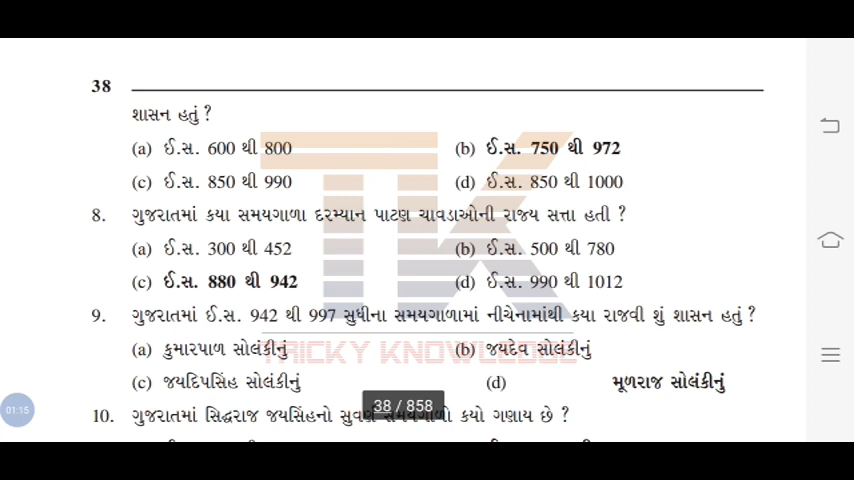 38
શાસન હતું ?
(a) ઈ.સ. 600 થી 800 (b) ઈ.સ. 750 થી 972
(c) ઈ.સ. 850 થી 990 (d) ઈ.સ. 850 થી 1000
8. ગુજરાતમાં કયા સમયગાળા દરમ્યાન પાટણ ચાવડાઓની રાજ્ય સત્તા હતી ?
(a) ઈ.સ. 300 થી 452 (b) ઈ.સ. 500 થી 780
(c) ઈ.સ. 880 થી 942 (d) ઈ.સ. 990 થી 1012
9. ગુજરાતમાં ઈ.સ. 942 થી 997 સુધીના સમયગાળામાં નીચેનામાંથી કયા રાજવી શું શાસન હતું ?
(a) કુમારપાળ સોલંકીનું (b) જયદેવ સોલંકીનું
TRICKY KNOWLEDGE
(c) જયદિપસિંહ સોલંકીનું (d) મૂળરાજ સોલંકીનું
38 / 858
01:15
10. ગુજરાતમાં સિદ્ધરાજ જયસિંહનો સુવર્ણ સમયગાળો કયો ગણાય છે ?